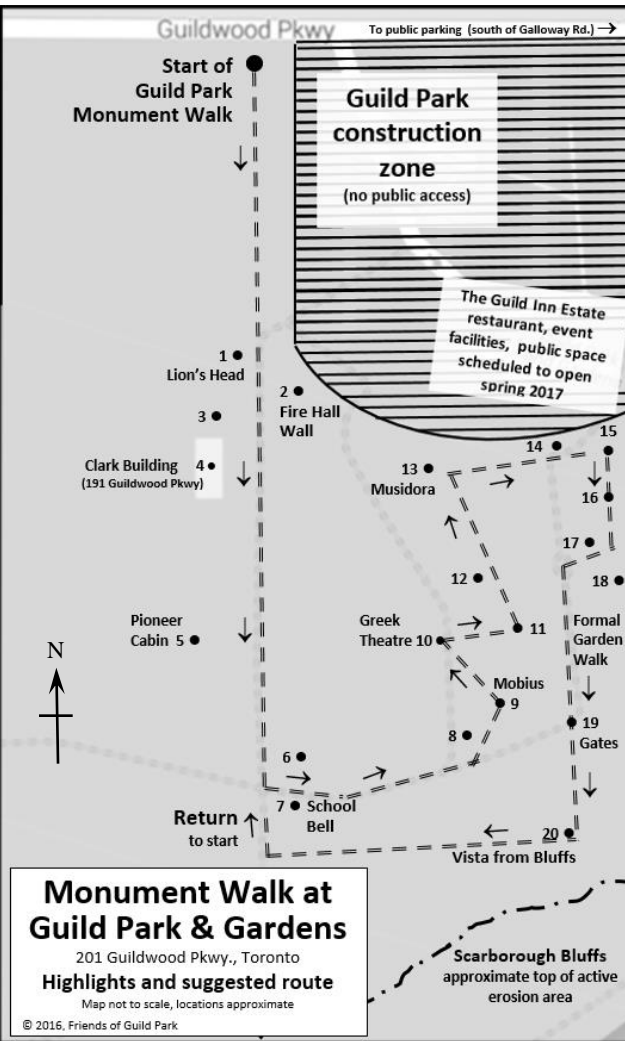 Guildwood Pkwy
To public parking (south of Galloway Rd.) →
Start of
Guild Park
Monument Walk
Guild Park
construction
zone
(no public access)
The Guild Inn Estate
restaurant, event
facilities, public space
scheduled to open
spring 2017
1
Lion's Head
2
Fire Hall
Wall
3
Clark Building 4
(191 Guildwood Pkwy)
13
Musidora
14
15
16
17
18
12
Pioneer
Cabin 5
Greek
Theatre 10
11
Formal
Garden
Walk
N
Mobius
9
8
19
Gates
6
7 School
Bell
Return
to start
20
Vista from Bluffs
Monument Walk at
Guild Park & Gardens
201 Guildwood Pkwy., Toronto
Highlights and suggested route
Map not to scale, locations approximate
© 2016, Friends of Guild Park
Scarborough Bluffs
approximate top of active
erosion area